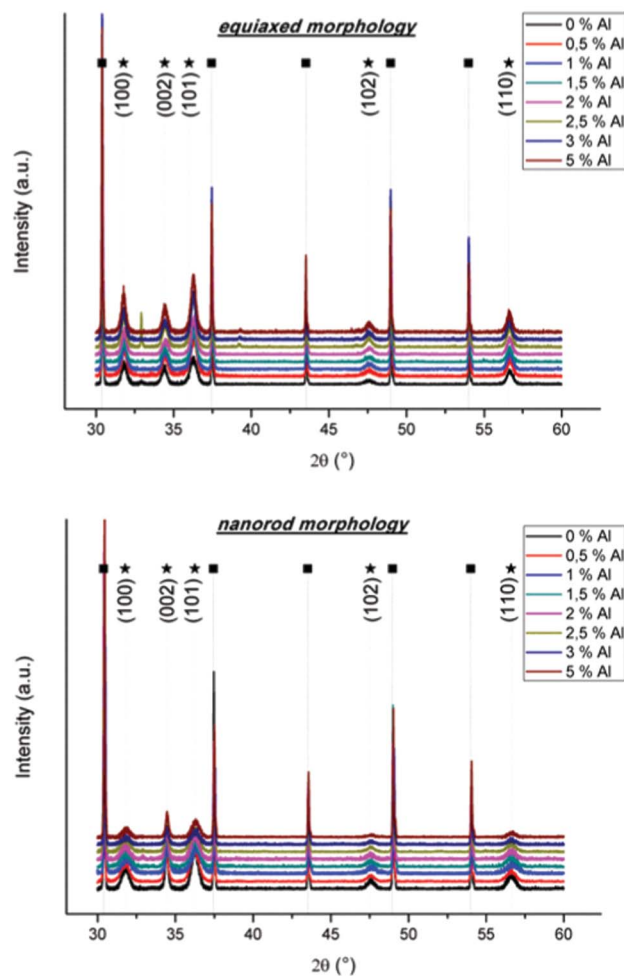 equiaxed morphology
■ ★ ★ ★ ■ ■ ★ ■ ■ ★
(100) (002) (101) (102) (110)
0 % Al
0,5 % Al
1 % Al
1,5 % Al
2 % Al
2,5 % Al
3 % Al
5 % Al
Intensity (a.u.)
30 35 40 45 50 55 60
2θ (°)
nanorod morphology
■ ★ ★ ★ ■ ■ ★ ■ ■ ★
(100) (002) (101) (102) (110)
0 % Al
0,5 % Al
1 % Al
1,5 % Al
2 % Al
2,5 % Al
3 % Al
5 % Al
Intensity (a.u.)
30 35 40 45 50 55 60
2θ (°)